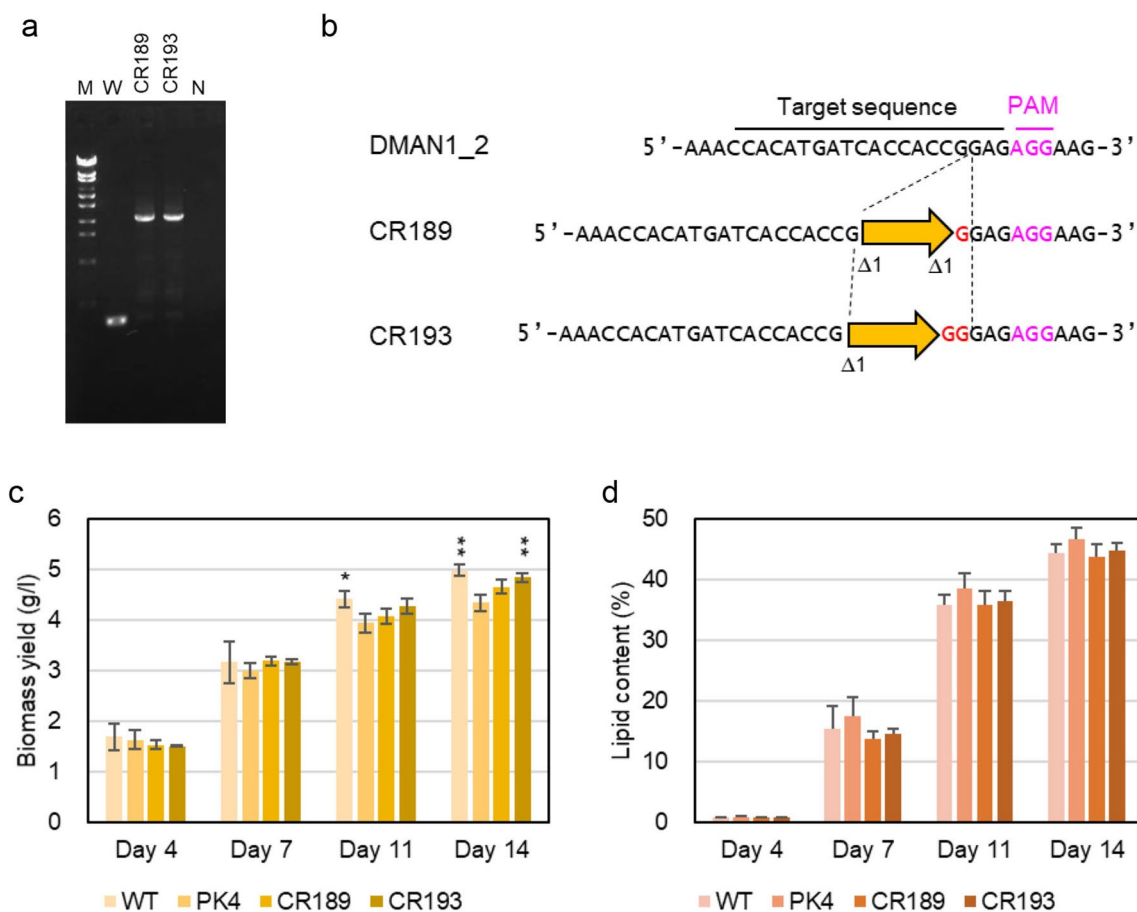 a
M W CR189 CR193 N
b
Target sequence PAM
DMAN1_2 5’-AAACCACATGATCACCACCGGAGAGGAAG-3’
CR189 5’-AAACCACATGATCACCACCG GGAGAGGAAG-3’
Δ1 Δ1
CR193 5’-AAACCACATGATCACCACCG GGGAGAGGAAG-3’
Δ1
c
Biomass yield (g/l)
6
5
4
3
2
1
0
* ** **
Day 4 Day 7 Day 11 Day 14
WT PK4 CR189 CR193
d
Lipid content (%)
50
40
30
20
10
0
Day 4 Day 7 Day 11 Day 14
WT PK4 CR189 CR193